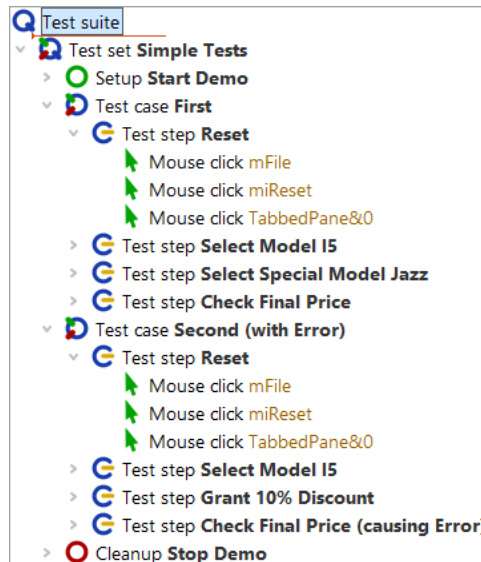 Test suite
Test set Simple Tests
Setup Start Demo
Test case First
Test step Reset
Mouse click mFile
Mouse click miReset
Mouse click TabbedPane&0
Test step Select Model I5
Test step Select Special Model Jazz
Test step Check Final Price
Test case Second (with Error)
Test step Reset
Mouse click mFile
Mouse click miReset
Mouse click TabbedPane&0
Test step Select Model I5
Test step Grant 10% Discount
Test step Check Final Price (causing Error)
Cleanup Stop Demo